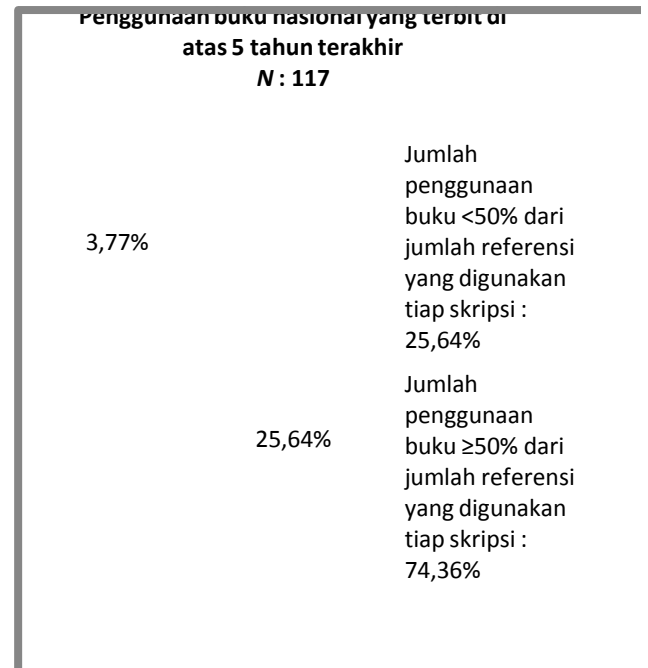 Penggunaan buku nasional yang terbit di
atas 5 tahun terakhir
N : 117
Jumlah
penggunaan
buku <50% dari
jumlah referensi
yang digunakan
tiap skripsi :
25,64%
3,77%
Jumlah
penggunaan
buku ≥50% dari
jumlah referensi
yang digunakan
tiap skripsi :
74,36%
25,64%